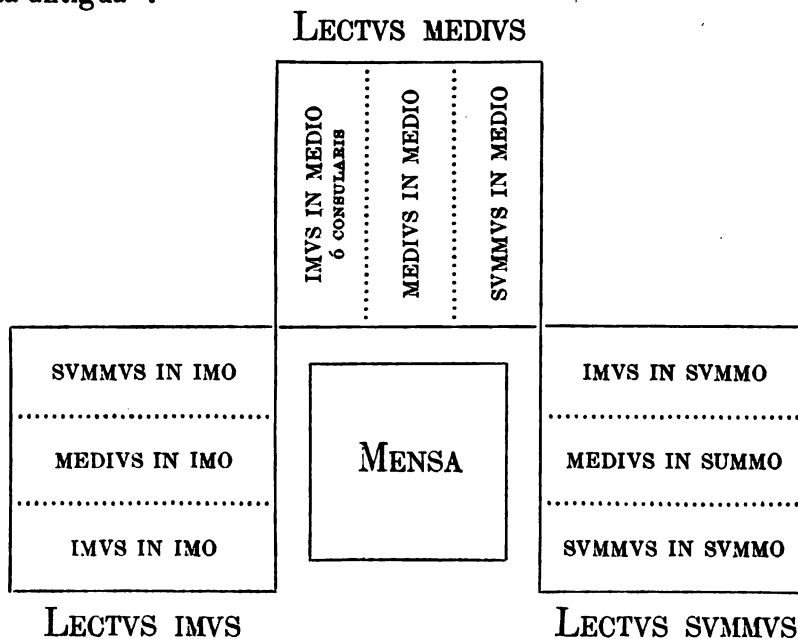 LECTVS MEDIVS
IMVS IN MEDIO
ó CONSULARIS
MEDIVS IN MEDIO
SVMMVS IN MEDIO
SVMMVS IN IMO
MEDIVS IN IMO
IMVS IN IMO
MENSA
IMVS IN SVMMO
MEDIVS IN SUMMO
SVMMVS IN SVMMO
LECTVS IMVS
LECTVS SVMMVS